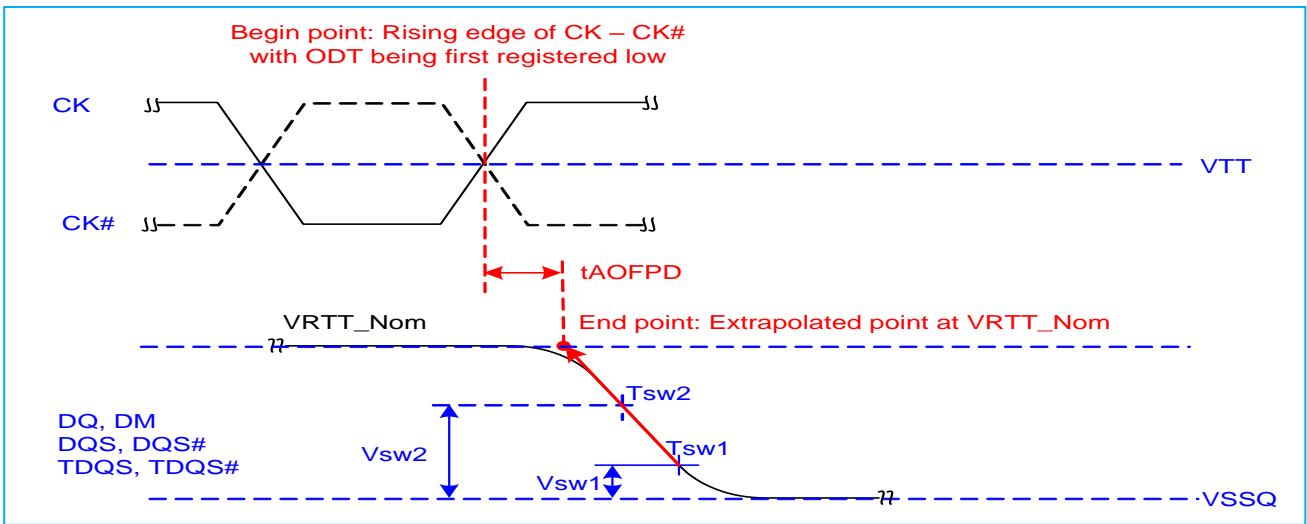 Begin point: Rising edge of CK – CK#
with ODT being first registered low
CK
VTT
CK#
tAOFPD
VRTT_Nom
End point: Extrapolated point at VRTT_Nom
Tsw2
DQ, DM
DQS, DQS#
TDQS, TDQS#
Vsw2
Tsw1
Vsw1
VSSQ